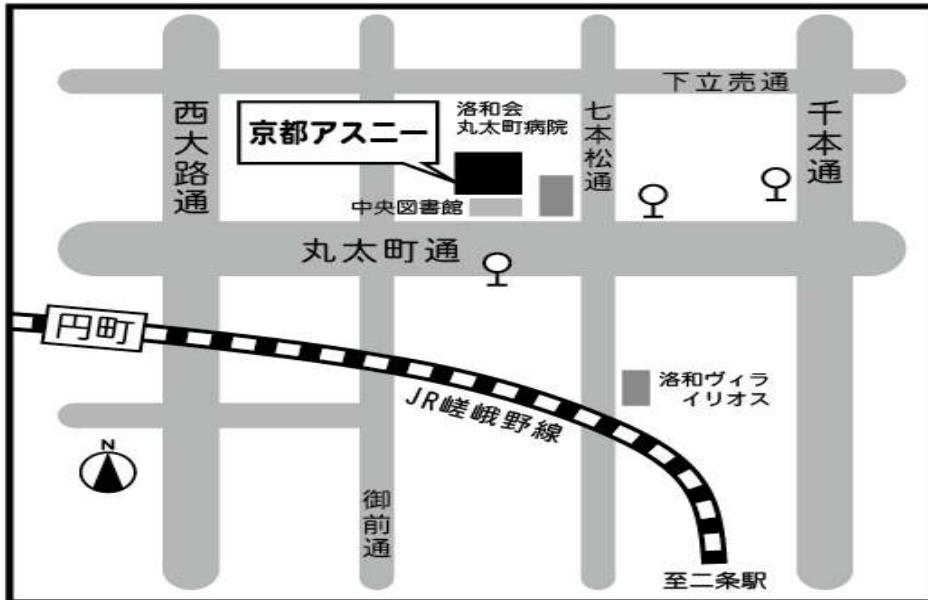 下立売通
西大路通
京都アスニー
洛和会
丸太町病院
七本松通
千本通
中央図書館
丸太町通
円町
JR嵯峨野線
洛和ヴィラ
イリオス
N
御前通
至二条駅